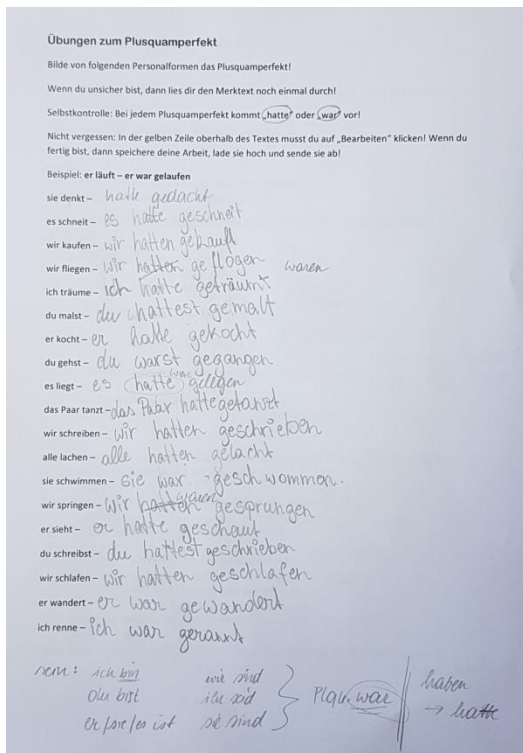 Übungen zum Plusquamperfekt
Bilde von folgenden Personalformen das Plusquamperfekt!
Wenn du unsicher bist, dann lies dir den Merktext noch einmal durch!
Selbstkontrolle: Bei jedem Plusquamperfekt kommt „hatte“ oder „war“ vor!
Nicht vergessen: In der gelben Zeile oberhalb des Textes musst du auf „Bearbeiten“ klicken! Wenn du
fertig bist, dann speichere deine Arbeit, lade sie hoch und sende sie ab!
Beispiel: er läuft – er war gelaufen
sie denkt – hatte gedacht
es schneit – es hatte geschneit
wir kaufen – wir hatten gekauft
wir fliegen – wir hatten geflogen waren
ich träume – ich hatte geträumt
du malst – du hattest gemalt
er kocht – er hatte gekocht
du gehst – du warst gegangen
es liegt – es (hatte) war gelegen
das Paar tanzt – das Paar hatte getanzt
wir schreiben – wir hatten geschrieben
alle lachen – alle hatten gelacht
sie schwimmen – sie war geschwommen.
wir springen – wir hatten waren gesprungen
er sieht – er hatte geschaut
du schreibst – du hattest geschrieben
wir schlafen – wir hatten geschlafen
er wandert – er war gewandert
ich renne – ich war gerannt
ich bin wir sind haben
du bist ihr seid Plqu. war → hatte
er/sie/es ist sie sind